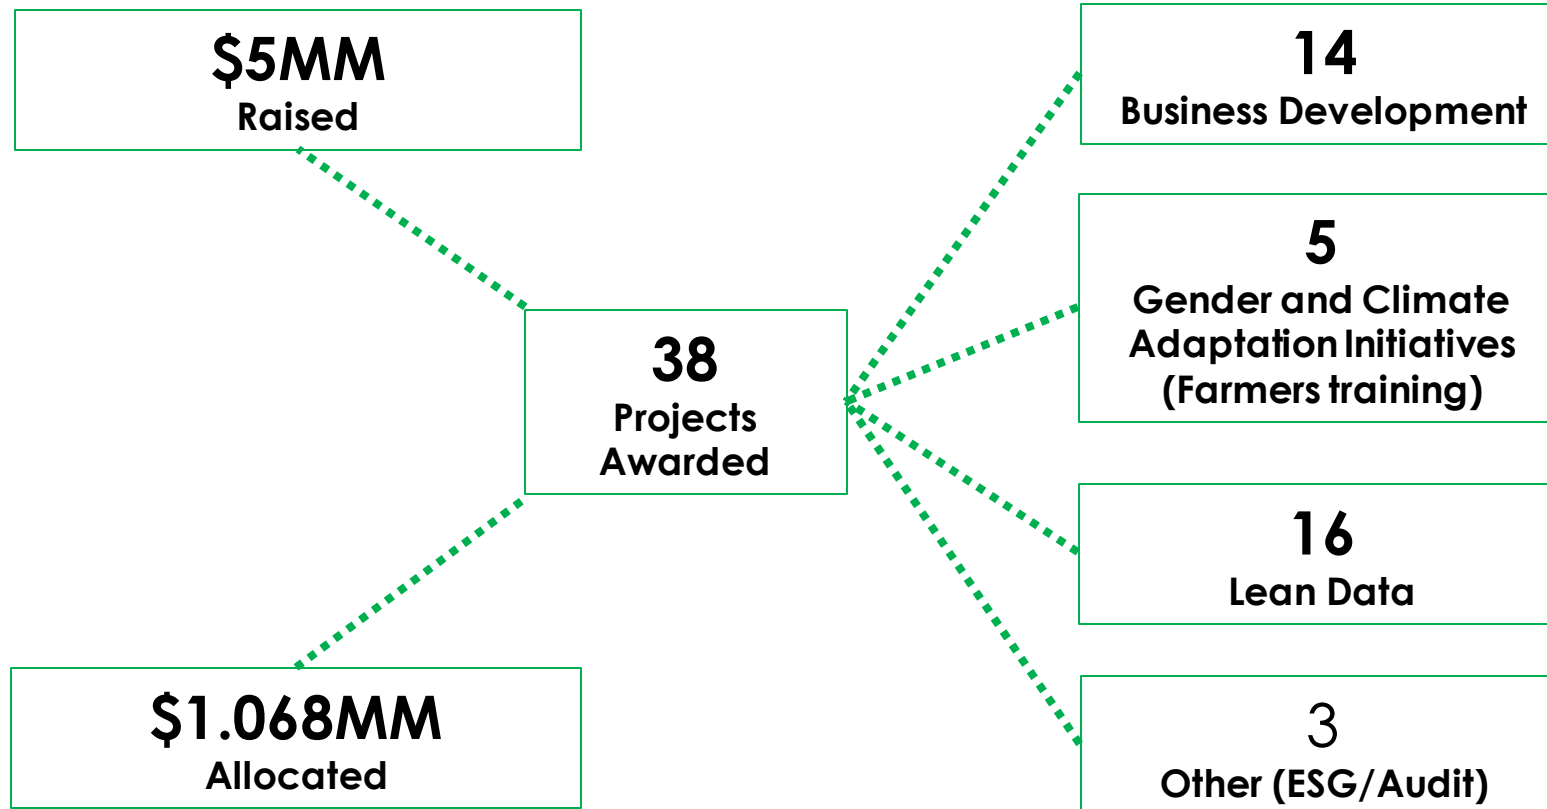 $5MM
Raised
$1.068MM
Allocated
38
Projects
Awarded
14
Business Development
5
Gender and Climate
Adaptation Initiatives
(Farmers training)
16
Lean Data
3
Other (ESG/Audit)